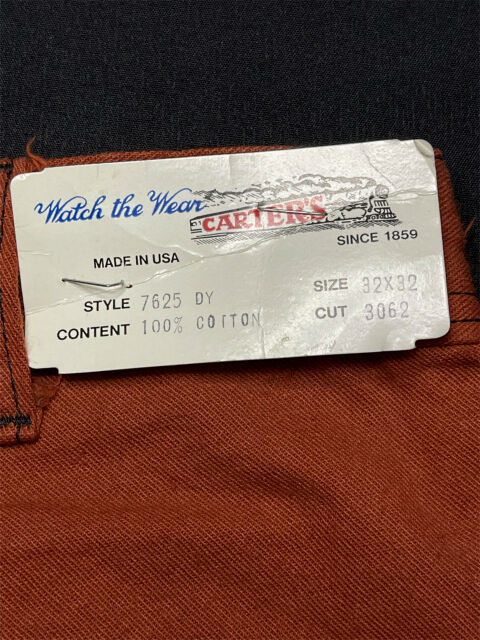 Watch the Wear
CARTER'S
SINCE 1859
MADE IN USA
STYLE 7625 DY
SIZE 32X32
CONTENT 100% COTTON
CUT 3062